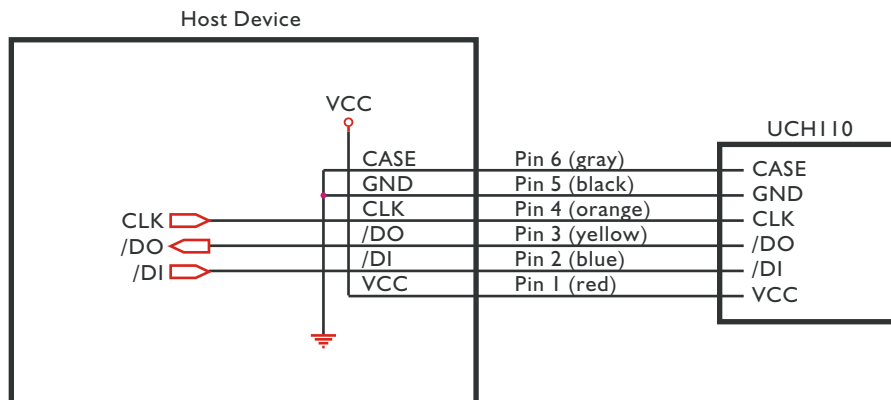 Host Device
VCC
UCH110
CASE Pin 6 (gray) CASE
GND Pin 5 (black) GND
CLK CLK Pin 4 (orange) CLK
/DO /DO Pin 3 (yellow) /DO
/DI /DI Pin 2 (blue) /DI
VCC Pin 1 (red) VCC